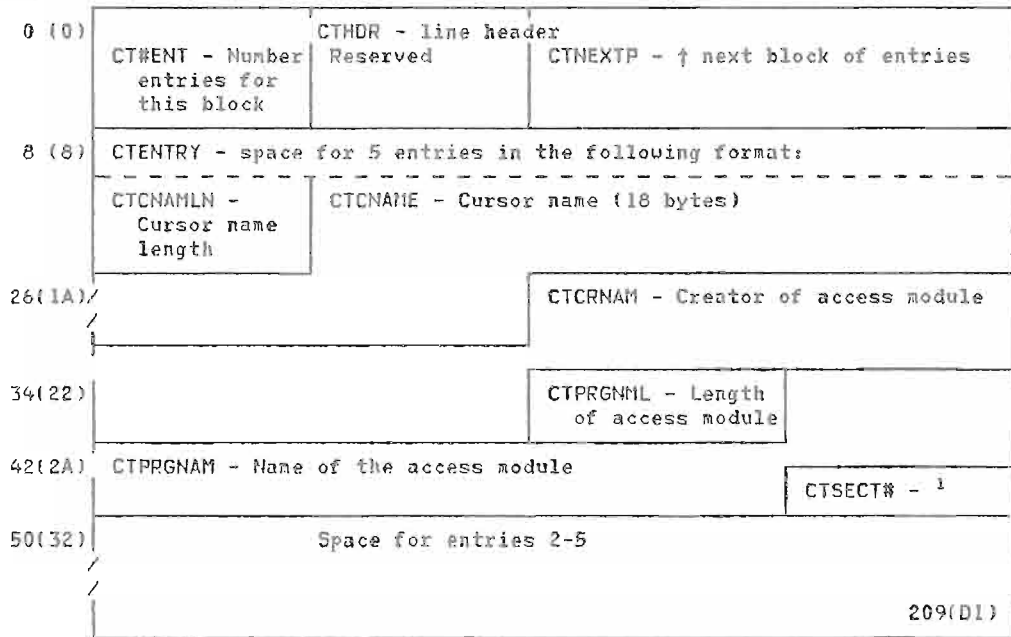 0 (0)
CTHDR - line header
CT#ENT - Number entries for this block
Reserved
CTNEXTP - ↑ next block of entries
8 (8)
CTENTRY - space for 5 entries in the following format:
CTCNAMLN - Cursor name length
CTCNAME - Cursor name (18 bytes)
26(1A)
CTCRNAM - Creator of access module
34(22)
CTPRGNML - Length of access module
42(2A)
CTPRGNAM - Name of the access module
CTSECT# - 1
50(32)
Space for entries 2-5
209(D1)